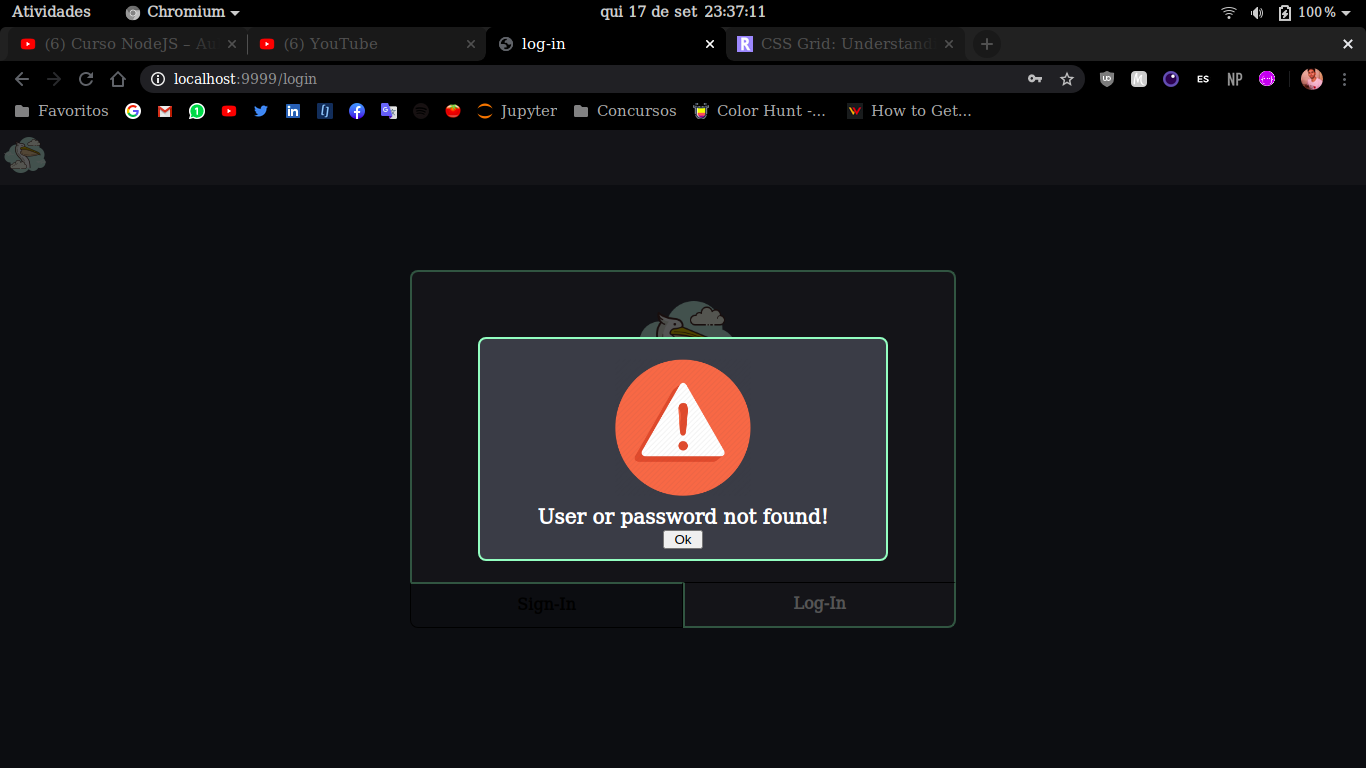 Atividades Chromium qui 17 de set 23:37:11 100%
(6) Curso NodeJS – Au (6) YouTube log-in CSS Grid: Understand
localhost:9999/login ES NP
Favoritos Jupyter Concursos Color Hunt -... How to Get...
User or password not found!
Ok
Sign-In Log-In